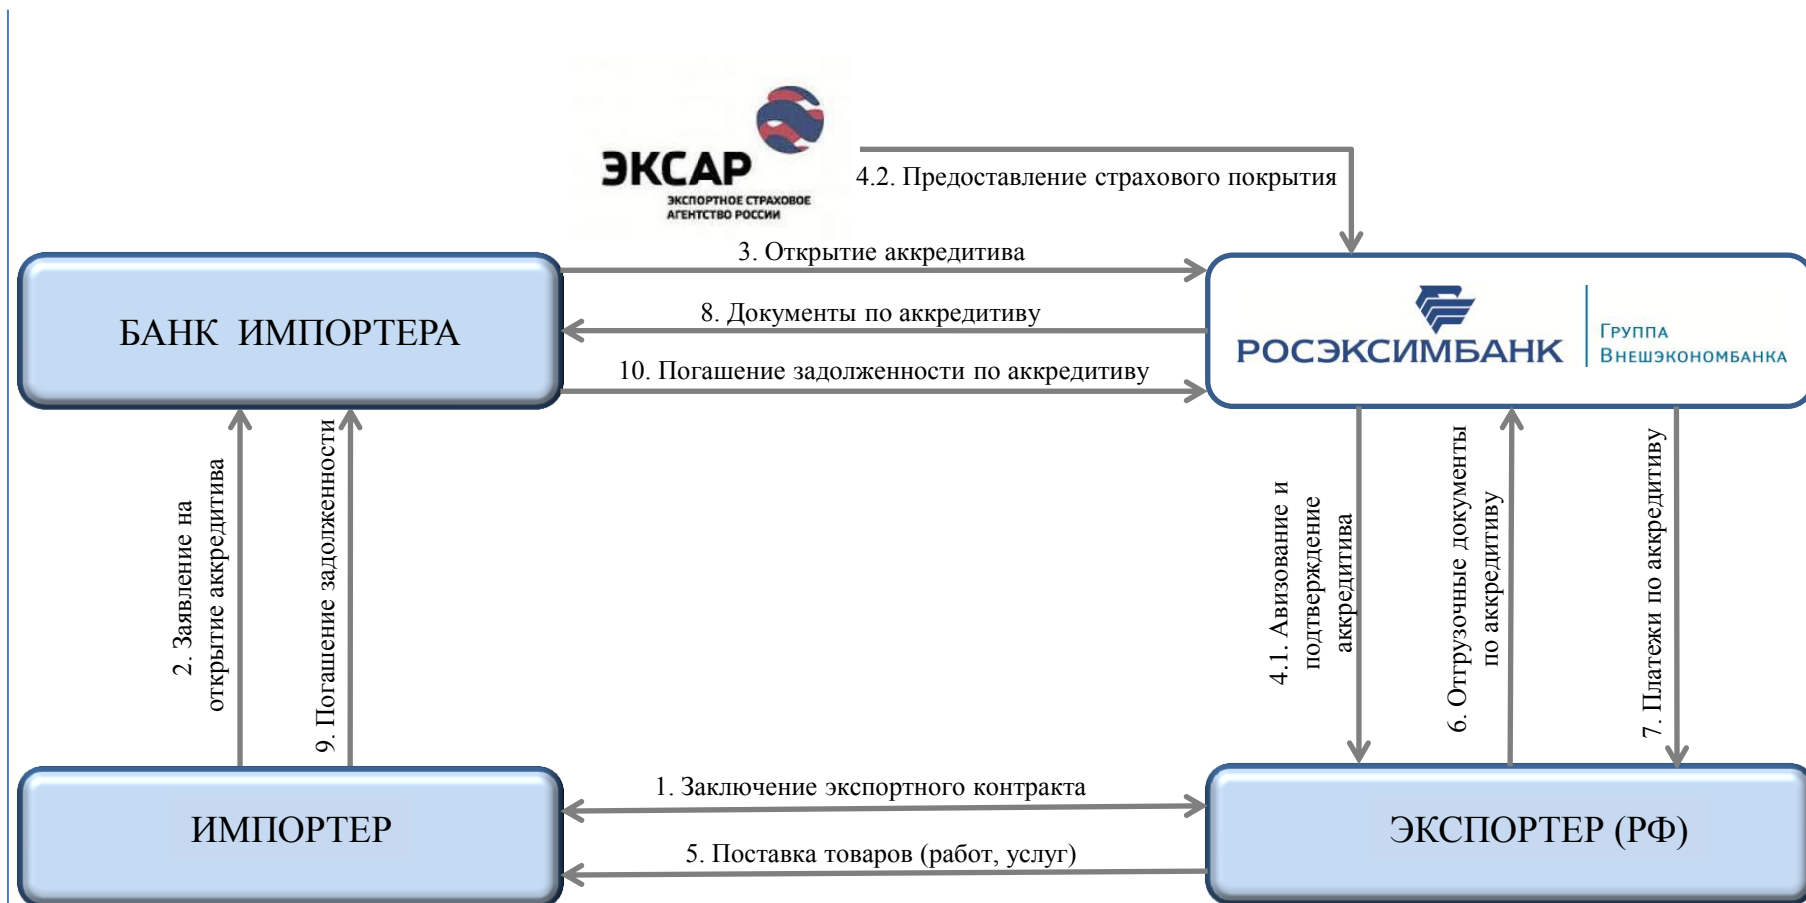 ЭКСАР
ЭКСПОРТНОЕ СТРАХОВОЕ
АГЕНТСТВО РОССИИ
4.2. Предоставление страхового покрытия
3. Открытие аккредитива
8. Документы по аккредитиву
10. Погашение задолженности по аккредитиву
БАНК ИМПОРТЕРА
РОСЭКСИМБАНК
ГРУППА
ВНЕШЭКОНОМБАНКА
2. Заявление на
открытие аккредитива
9. Погашение задолженности
4.1. Авизование и
подтверждение
аккредитива
6. Отгрузочные документы
по аккредитиву
7. Платежи по аккредитиву
1. Заключение экспортного контракта
ИМПОРТЕР
ЭКСПОРТЕР (РФ)
5. Поставка товаров (работ, услуг)